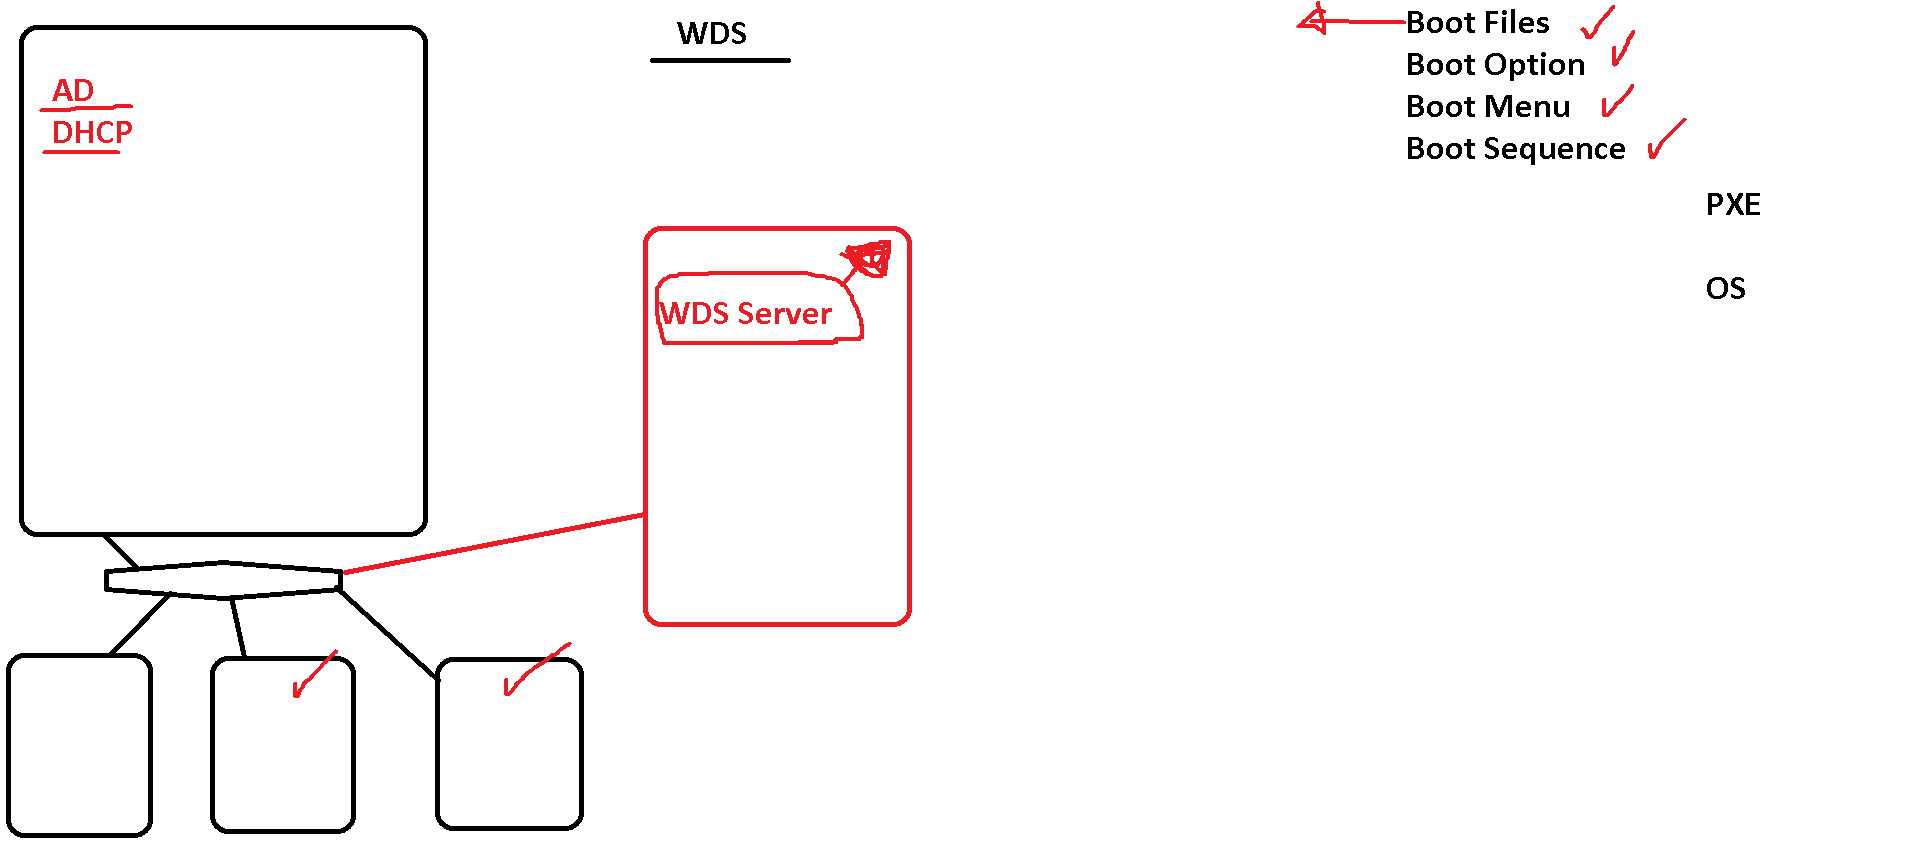 WDS
AD
DHCP
WDS Server
Boot Files
Boot Option
Boot Menu
Boot Sequence
PXE
OS